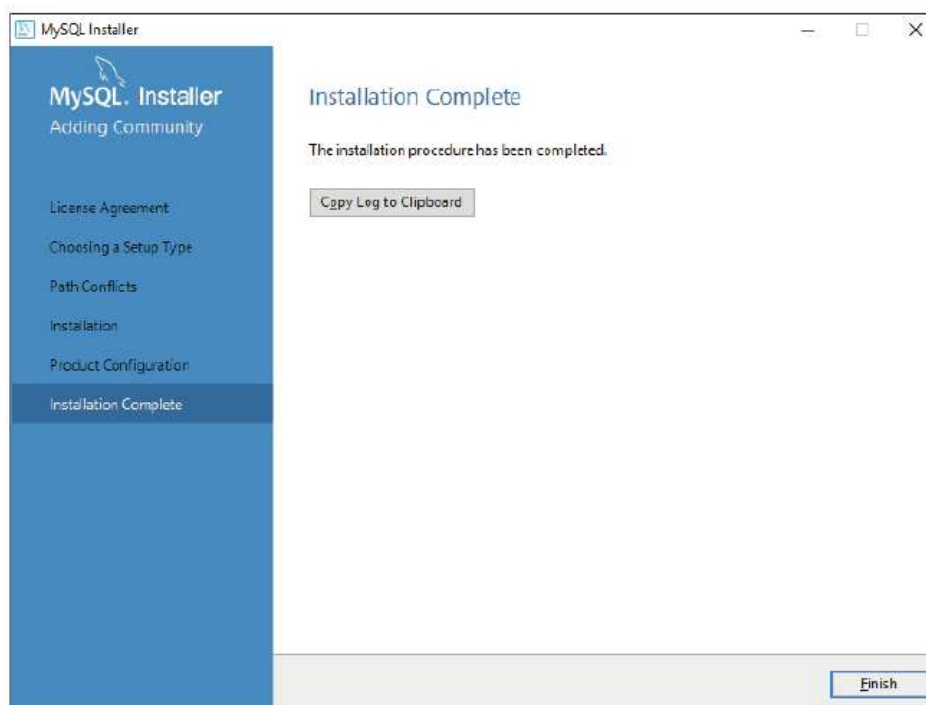 MySQL Installer
MySQL. Installer
Adding Community
License Agreement
Choosing a Setup Type
Path Conflicts
Installation
Product Configuration
Installation Complete
Installation Complete
The installation procedure has been completed.
Copy Log to Clipboard
Finish